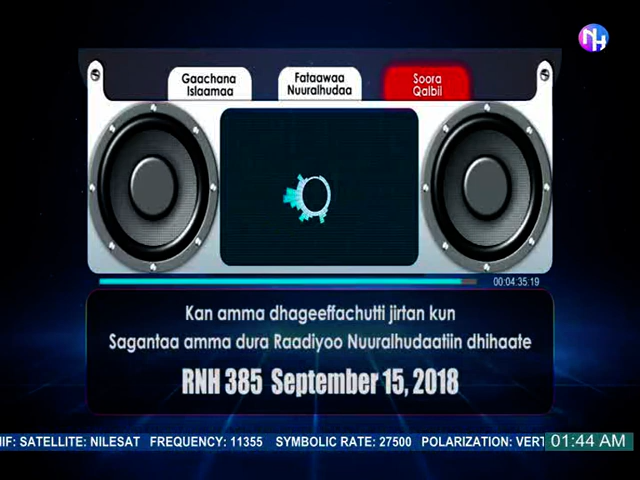 NH
Gaachana
Islaamaa
Fataawaa
Nuuralhudaa
Soora
Qalbii
00:04:35.19
Kan amma dhageeffachutti jirtan kun
Sagantaa amma dura Raadiyoo Nuuralhudaatiin dhihaate
RNH 385 September 15, 2018
SATELLITE: NILESAT FREQUENCY: 11355 SYMBOLIC RATE: 27500 POLARIZATION: VERT
01:44 AM